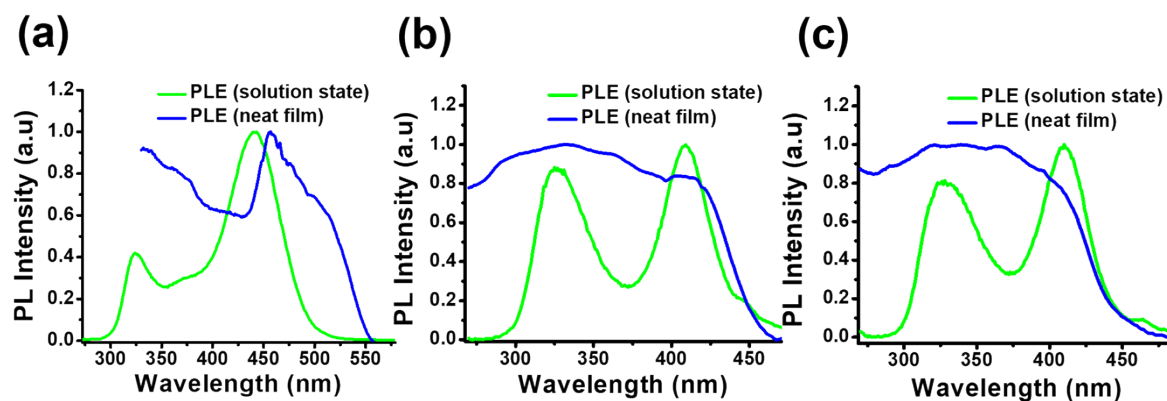 (a)
PLE (solution state)
PLE (neat film)
PL Intensity (a.u)
1.2
1.0
0.8
0.6
0.4
0.2
0.0
300 350 400 450 500 550
Wavelength (nm)
(b)
PLE (solution state)
PLE (neat film)
PL Intensity (a.u)
1.2
1.0
0.8
0.6
0.4
0.2
0.0
300 350 400 450
Wavelength (nm)
(c)
PLE (solution state)
PLE (neat film)
PL Intensity (a.u)
1.2
1.0
0.8
0.6
0.4
0.2
0.0
300 350 400 450
Wavelength (nm)